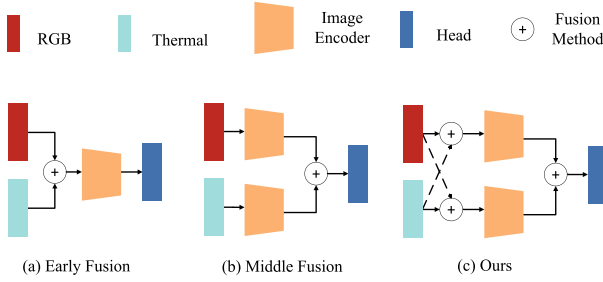 RGB
Thermal
Image
Encoder
Head
Fusion
Method
(a) Early Fusion
(b) Middle Fusion
(c) Ours